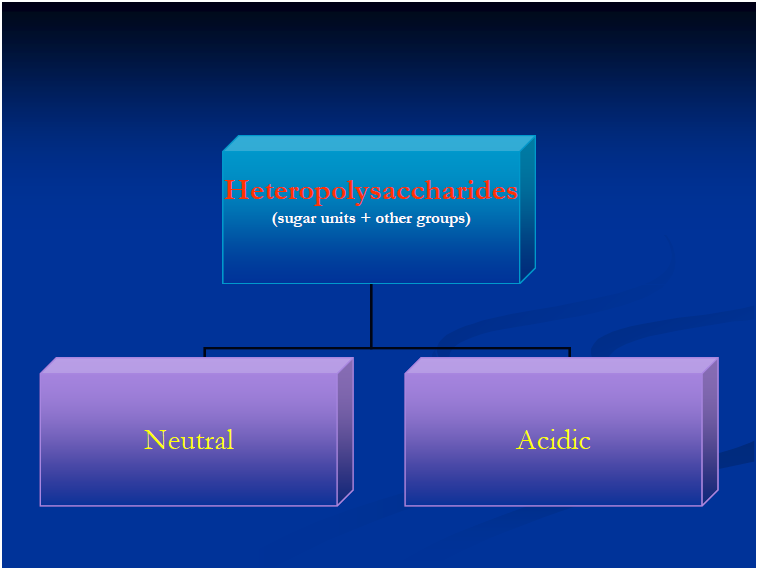 Heteropolysaccharides
(sugar units + other groups)
Neutral
Acidic